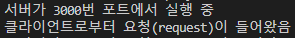 서버가 3000번 포트에서 실행 중
클라이언트로부터 요청(request)이 들어왔음